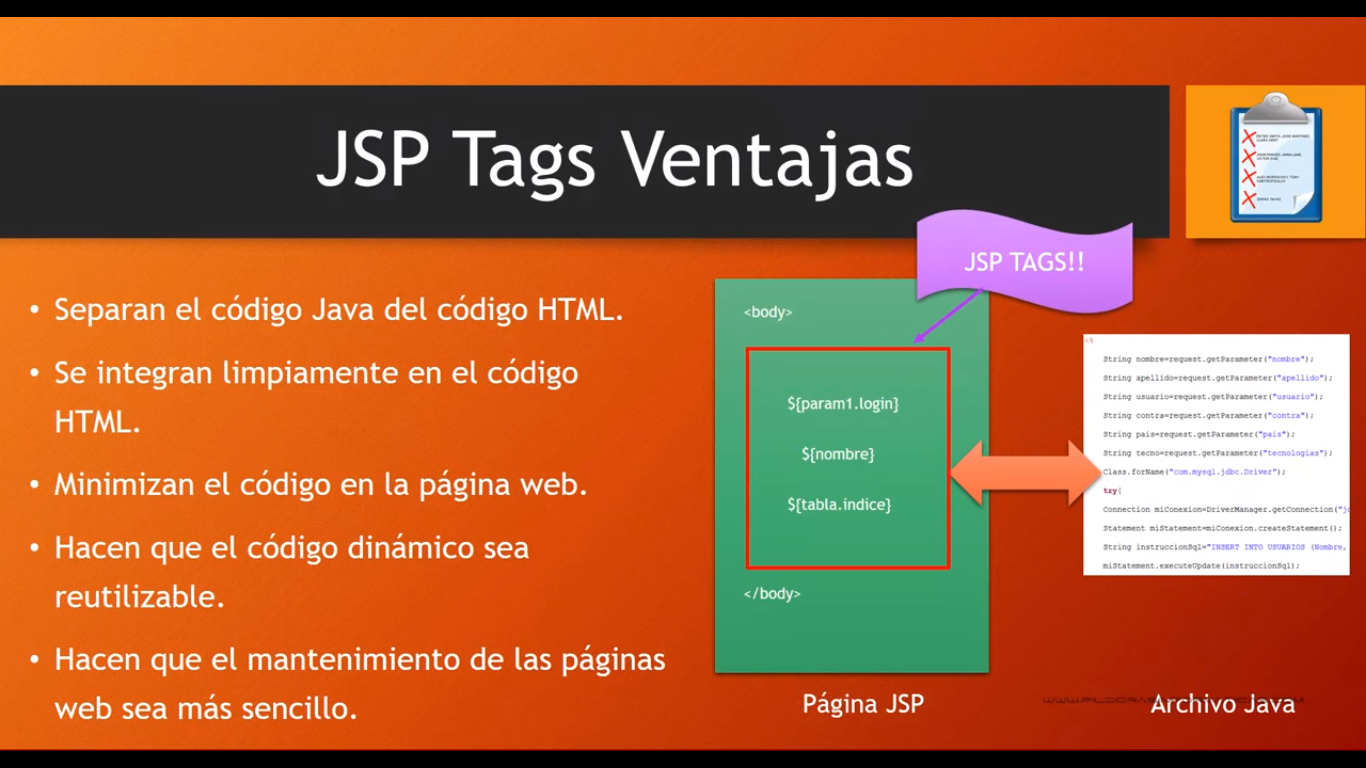 JSP Tags Ventajas
JSP TAGS!!
• Separan el código Java del código HTML.
• Se integran limpiamente en el código
HTML.
• Minimizan el código en la página web.
• Hacen que el código dinámico sea
reutilizable.
• Hacen que el mantenimiento de las páginas
web sea más sencillo.
<body>
${param1.login}
${nombre}
${tabla.indice}
</body>
Página JSP
<%
String nombre=request.getParameter("nombre");
String apellido=request.getParameter("apellido");
String usuario=request.getParameter("usuario");
String contra=request.getParameter("contra");
String pais=request.getParameter("pais");
String tecno=request.getParameter("tecnologias");
Class.forName("com.mysql.jdbc.Driver");
try{
Connection miConexion=DriverManager.getConnection("jd
Statement miStatement=miConexion.createStatement();
String instruccionSql="INSERT INTO USUARIOS (Nombre,
miStatement.executeUpdate(instruccionSql);
Archivo Java